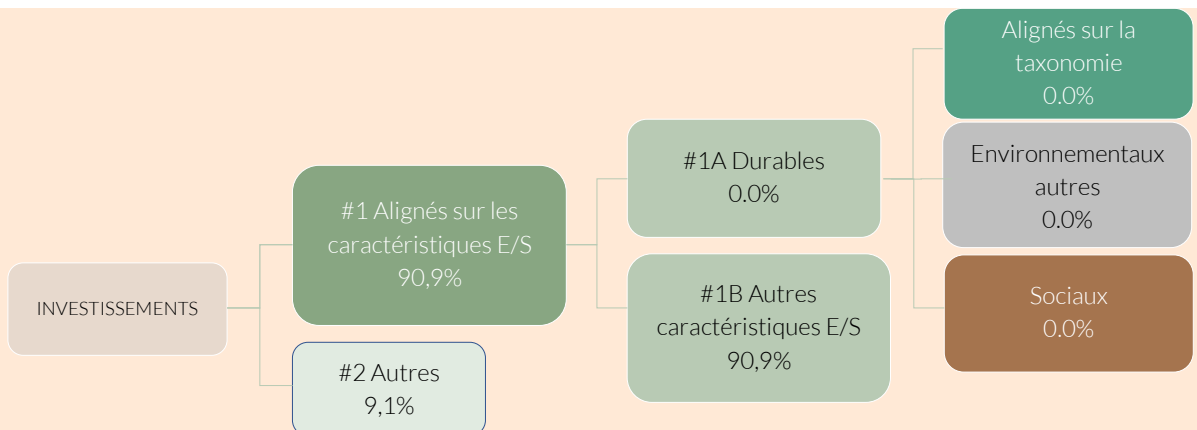 INVESTISSEMENTS
#1 Alignés sur les
caractéristiques E/S
90,9%
#2 Autres
9,1%
#1A Durables
0.0%
#1B Autres
caractéristiques E/S
90,9%
Alignés sur la
taxonomie
0.0%
Environnementaux
autres
0.0%
Sociaux
0.0%